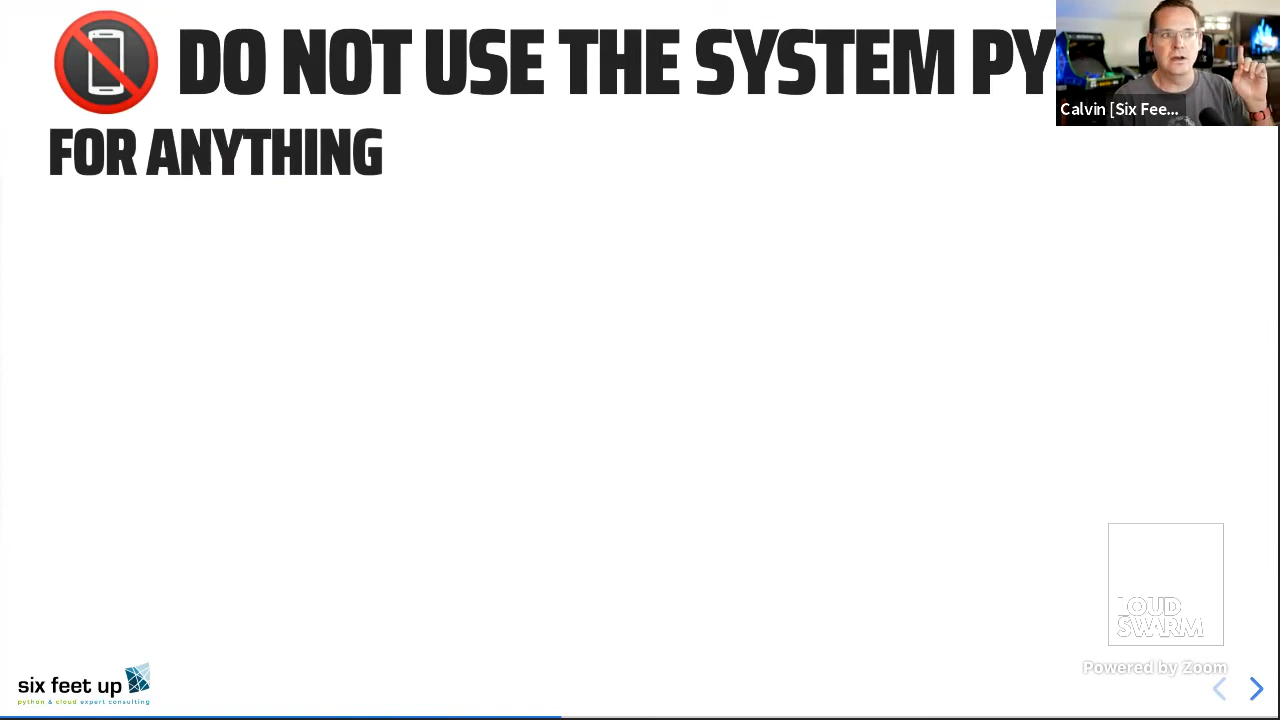 DO NOT USE THE SYSTEM PY
FOR ANYTHING
Calvin [Six Fee...
LOUD
SWARM
Powered by Zoom
six feet up
python & cloud expert consulting